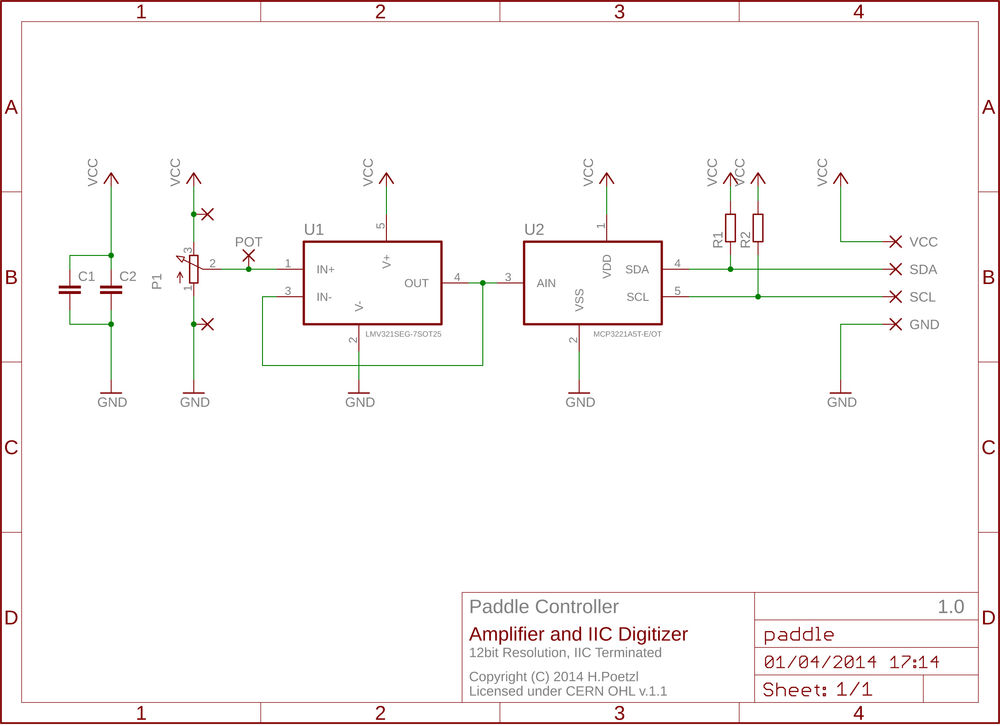 1 2 3 4
A A
VCC VCC VCC VCC VCC VCC VCC
POT U1 U2 R1 R2
5 1
VCC
C1 C2 P1 3 2 1 IN+ V+ 4 3 AIN VDD SDA 4 SDA
1 3 IN- OUT VSS SCL 5 SCL
B B
V-
LMV321SEG-7SOT25 MCP3221A5T-E/OT
GND
2 2
GND GND GND GND GND
C C
D D
Paddle Controller
1.0
Amplifier and IIC Digitizer
paddle
12bit Resolution, IIC Terminated
01/04/2014 17:14
Copyright (C) 2014 H.Poetzl
Licensed under CERN OHL v.1.1
Sheet: 1/1
1 2 3 4